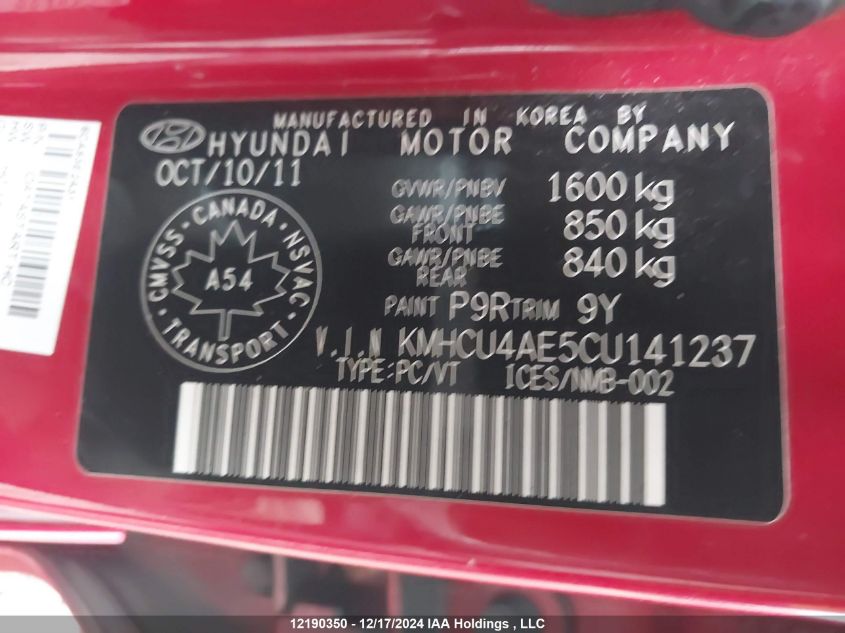 MANUFACTURED IN KOREA BY
HYUNDAI MOTOR COMPANY
OCT/10/11
GVWR/PNBV 1600 kg
GAWR/PNBE FRONT 850 kg
GAWR/PNBE REAR 840 kg
CMVSS · CANADA · NSVAC
A54
TRANSPORT
PAINT P9R TRIM 9Y
V.I.N KMHCU4AE5CU141237
TYPE:PC/VT ICES/NMB-002
12190350 - 12/17/2024 IAA Holdings, LLC